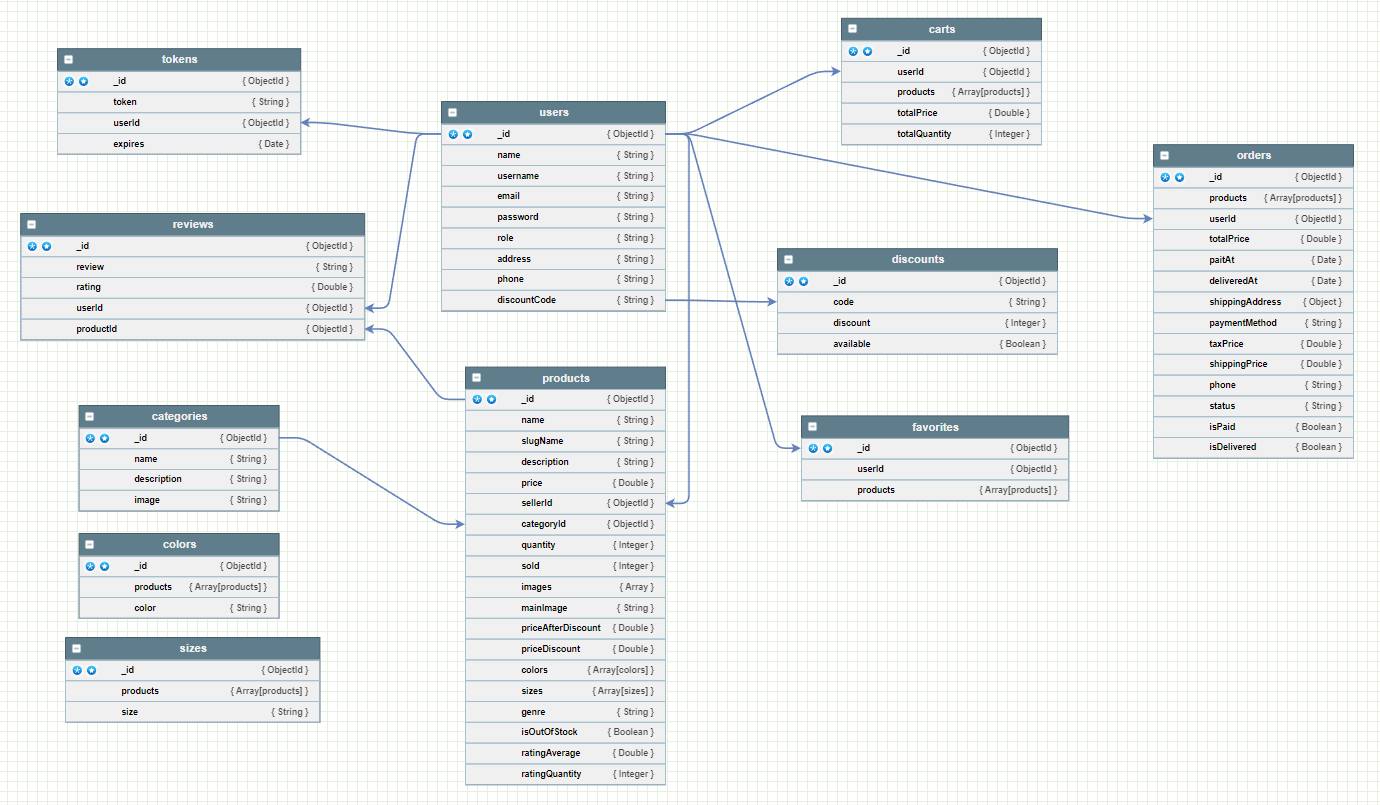 tokens
_id { ObjectId }
token { String }
userId { ObjectId }
expires { Date }
reviews
_id { ObjectId }
review { String }
rating { Double }
userId { ObjectId }
productId { ObjectId }
categories
_id { ObjectId }
name { String }
description { String }
image { String }
colors
_id { ObjectId }
products { Array[products] }
color { String }
sizes
_id { ObjectId }
products { Array[products] }
size { String }
users
_id { ObjectId }
name { String }
username { String }
email { String }
password { String }
role { String }
address { String }
phone { String }
discountCode { String }
products
_id { ObjectId }
name { String }
slugName { String }
description { String }
price { Double }
sellerId { ObjectId }
categoryId { ObjectId }
quantity { Integer }
sold { Integer }
images { Array }
mainImage { String }
priceAfterDiscount { Double }
priceDiscount { Double }
colors { Array[colors] }
sizes { Array[sizes] }
genre { String }
isOutOfStock { Boolean }
ratingAverage { Double }
ratingQuantity { Integer }
carts
_id { ObjectId }
userId { ObjectId }
products { Array[products] }
totalPrice { Double }
totalQuantity { Integer }
discounts
_id { ObjectId }
code { String }
discount { Integer }
available { Boolean }
favorites
_id { ObjectId }
userId { ObjectId }
products { Array[products] }
orders
_id { ObjectId }
products { Array[products] }
userId { ObjectId }
totalPrice { Double }
paitAt { Date }
deliveredAt { Date }
shippingAddress { Object }
paymentMethod { String }
taxPrice { Double }
shippingPrice { Double }
phone { String }
status { String }
isPaid { Boolean }
isDelivered { Boolean }